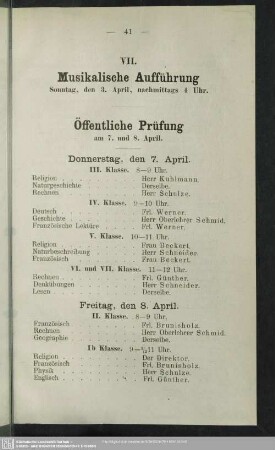 — 41 —
VII.
Musikalische Aufführung
Sonntag, den 3. April, nachmittags 4 Uhr.
Öffentliche Prüfung
am 7. und 8. April.
Donnerstag, den 7. April.
III. Klasse. 8—9 Uhr.
Religion . . . . . . Herr Kuhlmann.
Naturgeschichte . . . . . . Derselbe.
Rechnen . . . . . . Herr Schulze.
IV. Klasse. 9—10 Uhr.
Deutsch . . . . . . Frl. Werner.
Geschichte . . . . . . Herr Oberlehrer Schmid.
Französische Lektüre . . . . . . Frl. Werner.
V. Klasse. 10—11 Uhr.
Religion . . . . . . Frau Beckert.
Naturbeschreibung . . . . . . Herr Schneider.
Französisch . . . . . . Frau Beckert.
VI. und VII. Klasse. 11—12 Uhr.
Rechnen . . . . . . Frl. Günther.
Denkübungen . . . . . . Herr Schneider.
Lesen . . . . . . Derselbe.
Freitag, den 8. April.
II. Klasse. 8—9 Uhr.
Französisch . . . . . . Frl. Brunisholz.
Rechnen . . . . . . Herr Oberlehrer Schmid.
Geographie . . . . . . Derselbe.
Ib Klasse. 9—½11 Uhr.
Religion . . . . . . Der Direktor.
Französisch . . . . . . Frl. Brunisholz.
Physik . . . . . . Herr Schulze.
Englisch . . . . . . Frl. Günther.